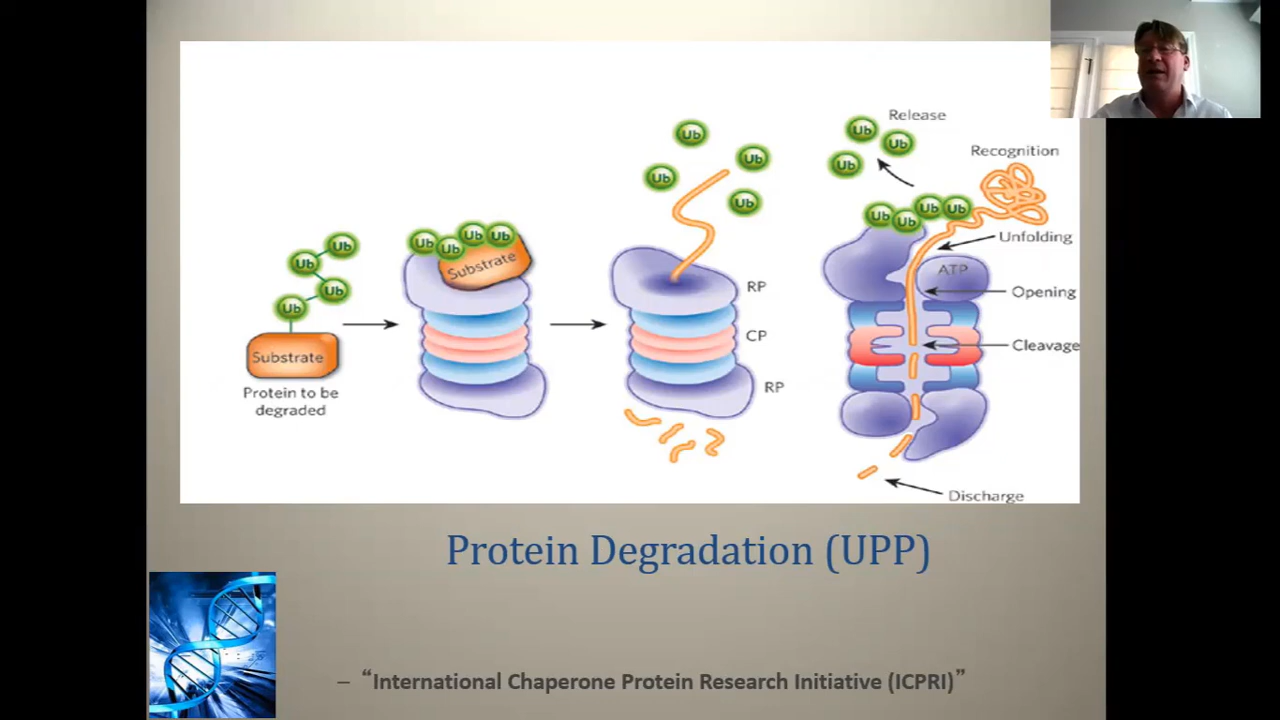 Ub
Ub
Ub
Ub
Substrate
Protein to be
degraded
Ub
Ub
Ub
Ub
Substrate
Ub
Ub
Ub
Ub
RP
CP
RP
Release
Ub
Ub
Ub
Recognition
Ub
Ub
Ub
Ub
Unfolding
ATP
Opening
Cleavage
Discharge
Protein Degradation (UPP)
– “International Chaperone Protein Research Initiative (ICPRI)”